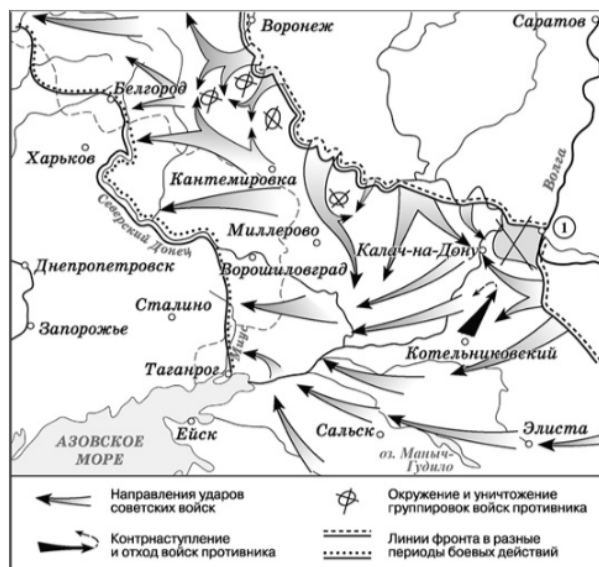 Воронеж
Саратов
Белгород
Харьков
Кантемировка
Волга
Северский Донец
Миллерово
Калач-на-Дону
1
Днепропетровск
Ворошиловград
Сталино
Запорожье
Миус
Котельниковский
Таганрог
АЗОВСКОЕ
МОРЕ
Ейск
Сальск
Элиста
оз. Маныч-
Гудило
Направления ударов
советских войск
Окружение и уничтожение
группировок войск противника
Контрнаступление
и отход войск противника
Линии фронта в разные
периоды боевых действий